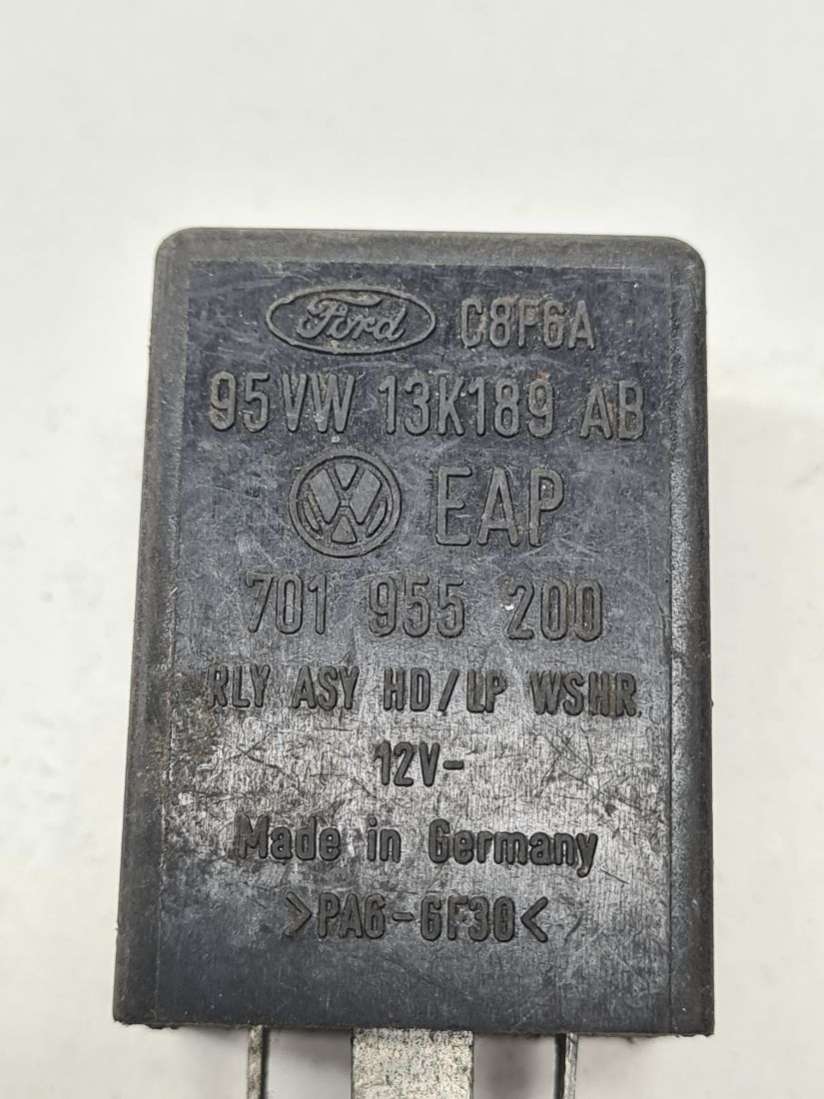 Ford C8F6A
95VW 13K189 AB
VW EAP
701 955 200
RLY ASY HD/LP WSHR
12V-
Made in Germany
>PA6-GF30<